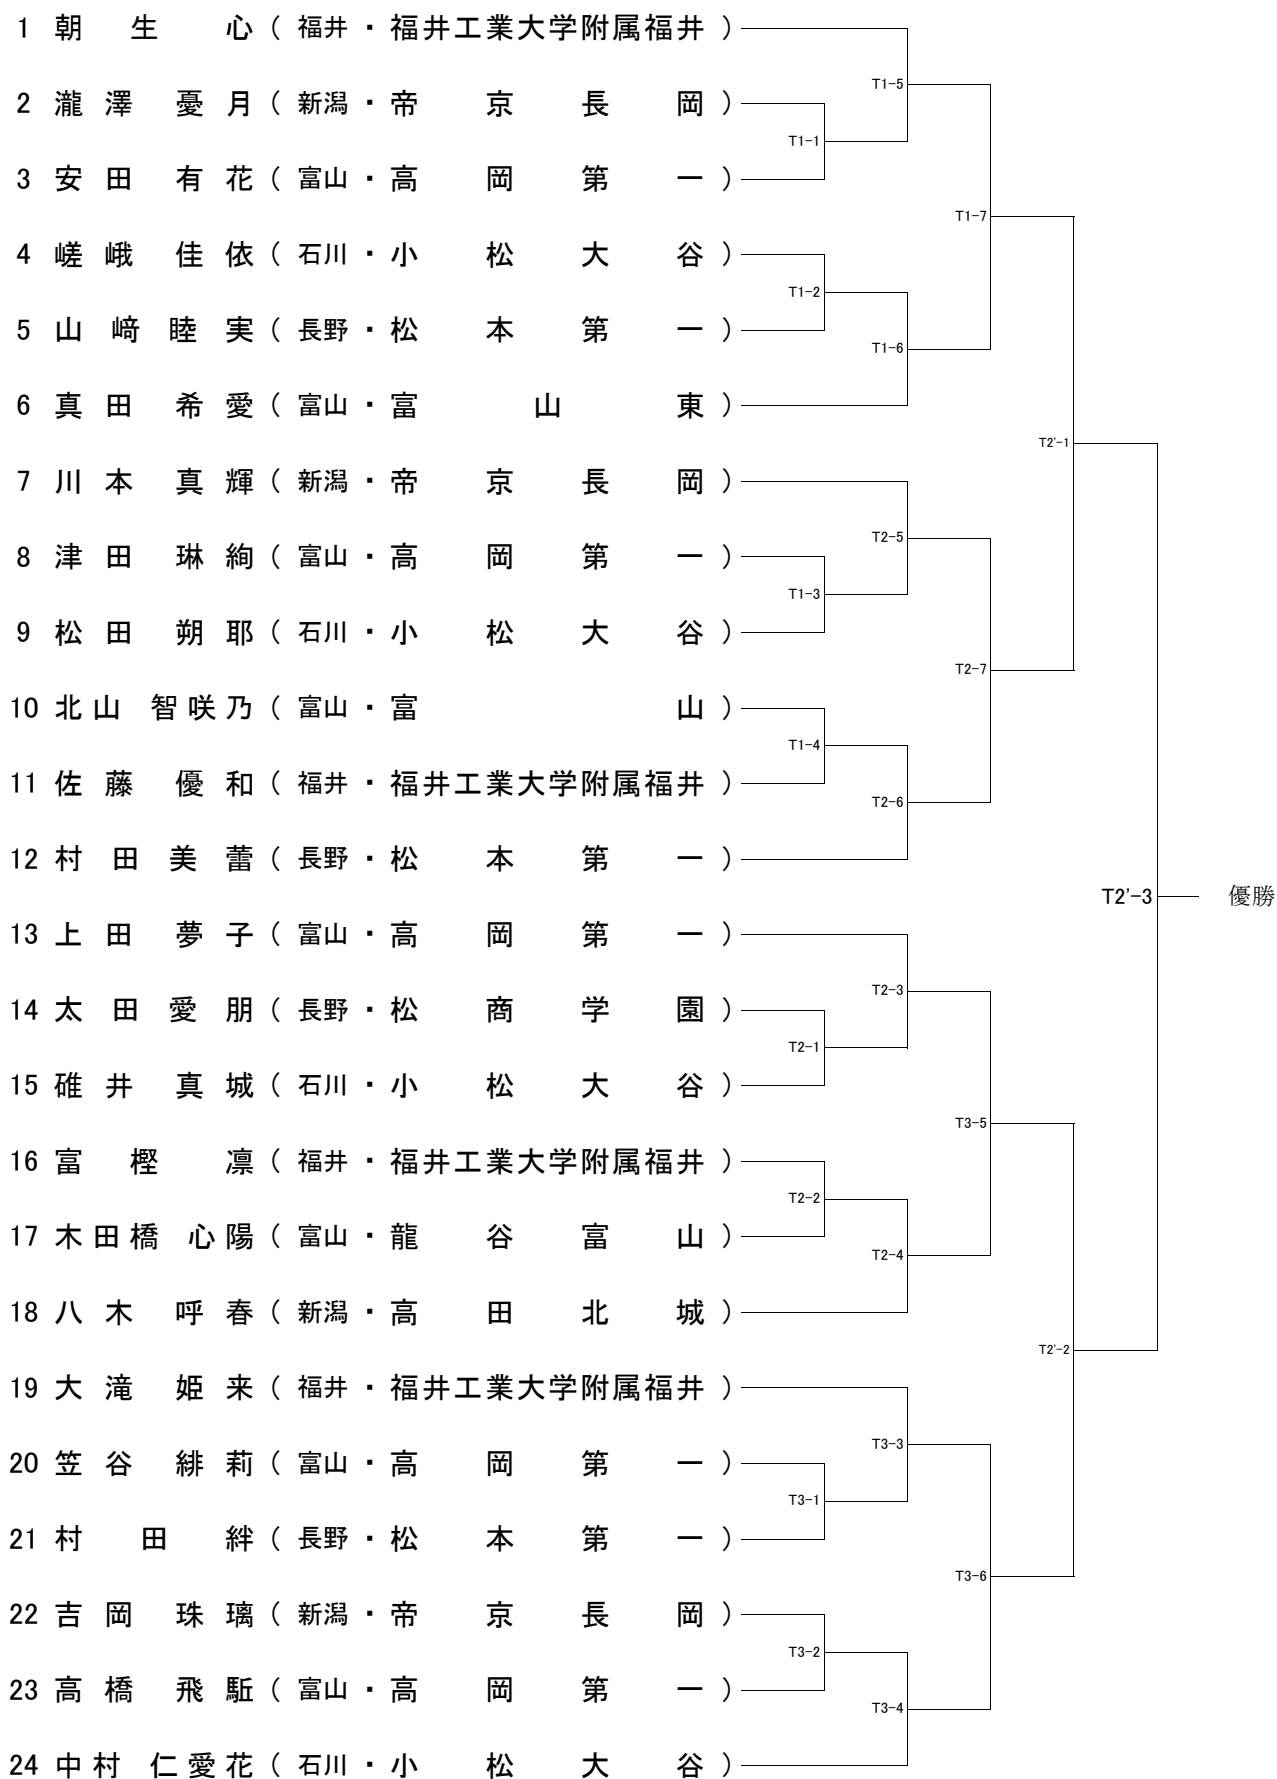 1 朝生 心 ( 福井 ・ 福井工業大学附属福井 )
T1-5
2 瀧澤 憂月 ( 新潟 ・ 帝京長岡 )
T1-1
3 安田 有花 ( 富山 ・ 高岡第一 )
T1-7
4 嵯峨 佳依 ( 石川 ・ 小松大谷 )
T1-2
5 山﨑 睦実 ( 長野 ・ 松本第一 )
T1-6
6 真田 希愛 ( 富山 ・ 富山東 )
T2'-1
7 川本 真輝 ( 新潟 ・ 帝京長岡 )
T2-5
8 津田 琳絢 ( 富山 ・ 高岡第一 )
T1-3
9 松田 朔耶 ( 石川 ・ 小松大谷 )
T2-7
10 北山 智咲乃 ( 富山 ・ 富山 )
T1-4
11 佐藤 優和 ( 福井 ・ 福井工業大学附属福井 )
T2-6
12 村田 美蕾 ( 長野 ・ 松本第一 )
T2'-3 優勝
13 上田 夢子 ( 富山 ・ 高岡第一 )
T2-3
14 太田 愛朋 ( 長野 ・ 松商学園 )
T2-1
15 碓井 真城 ( 石川 ・ 小松大谷 )
T3-5
16 富樫 凛 ( 福井 ・ 福井工業大学附属福井 )
T2-2
17 木田橋 心陽 ( 富山 ・ 龍谷富山 )
T2-4
18 八木 呼春 ( 新潟 ・ 高田北城 )
T2'-2
19 大滝 姫来 ( 福井 ・ 福井工業大学附属福井 )
T3-3
20 笠谷 緋莉 ( 富山 ・ 高岡第一 )
T3-1
21 村田 絆 ( 長野 ・ 松本第一 )
T3-6
22 吉岡 珠璃 ( 新潟 ・ 帝京長岡 )
T3-2
23 高橋 ( 富山 ・ 高岡第一 )
T3-4
24 中村 仁愛花 ( 石川 ・ 小松大谷 )